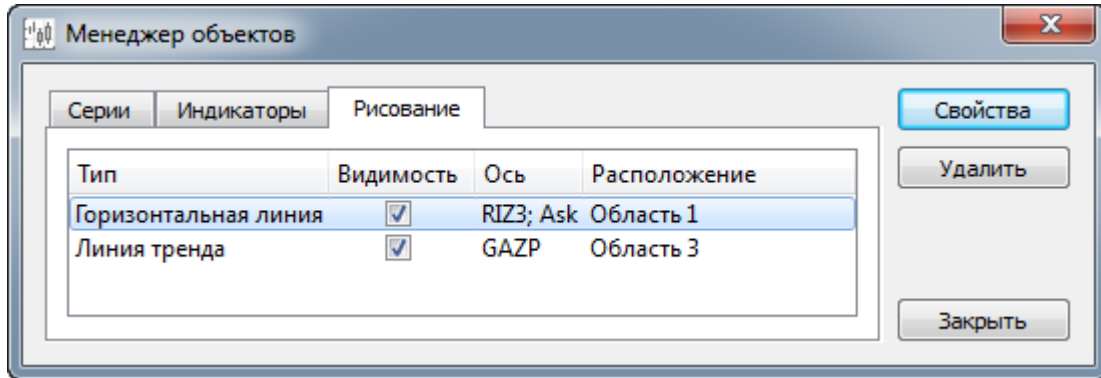 Менеджер объектов
Серии Индикаторы Рисование
Свойства
Тип Видимость Ось Расположение
Удалить
Горизонтальная линия RIZ3; Ask Область 1
Линия тренда GAZP Область 3
Закрыть